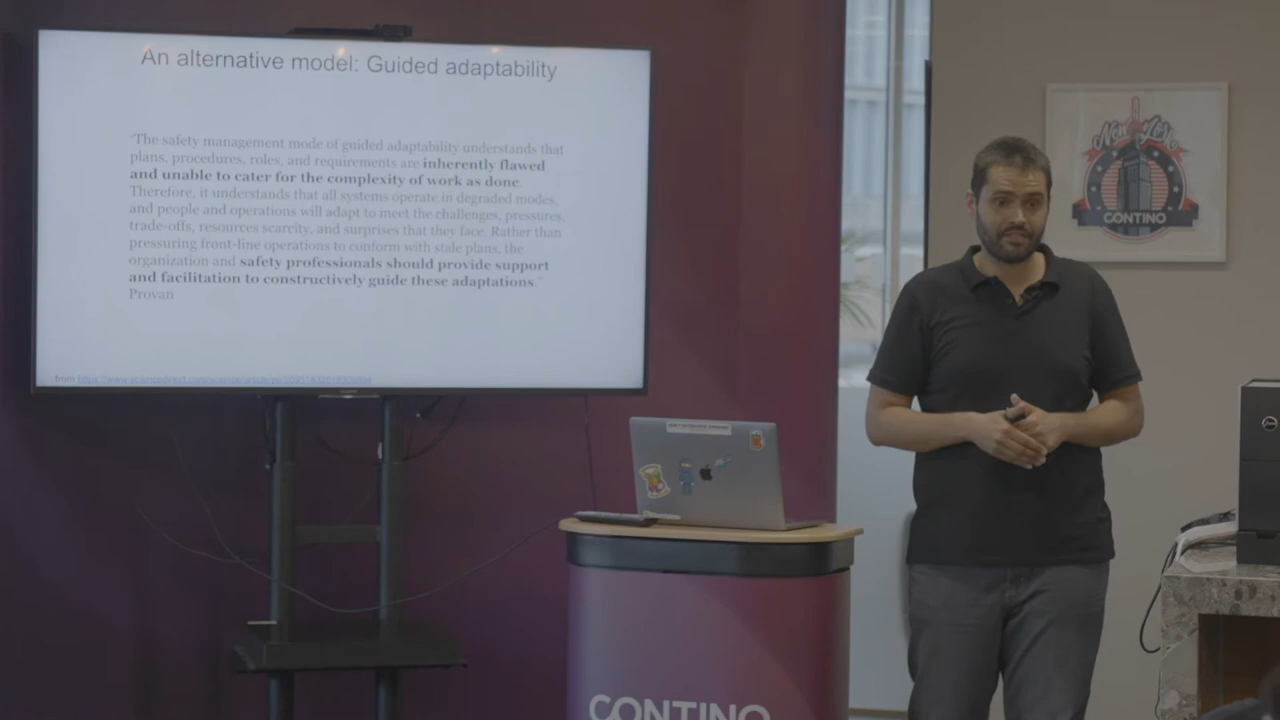 An alternative model: Guided adaptability
"The safety management mode of guided adaptability understands that
plans, procedures, roles, and requirements are inherently flawed
and unable to cater for the complexity of work as done.
Therefore, it understands that all systems operate in degraded modes,
and people and operations will adapt to meet the challenges, pressures,
trade-offs, resources scarcity, and surprises that they face. Rather than
pressuring front-line operations to conform with stale plans, the
organization and safety professionals should provide support
and facilitation to constructively guide these adaptations."
Provan
from
New York
CONTINO
CONTINO